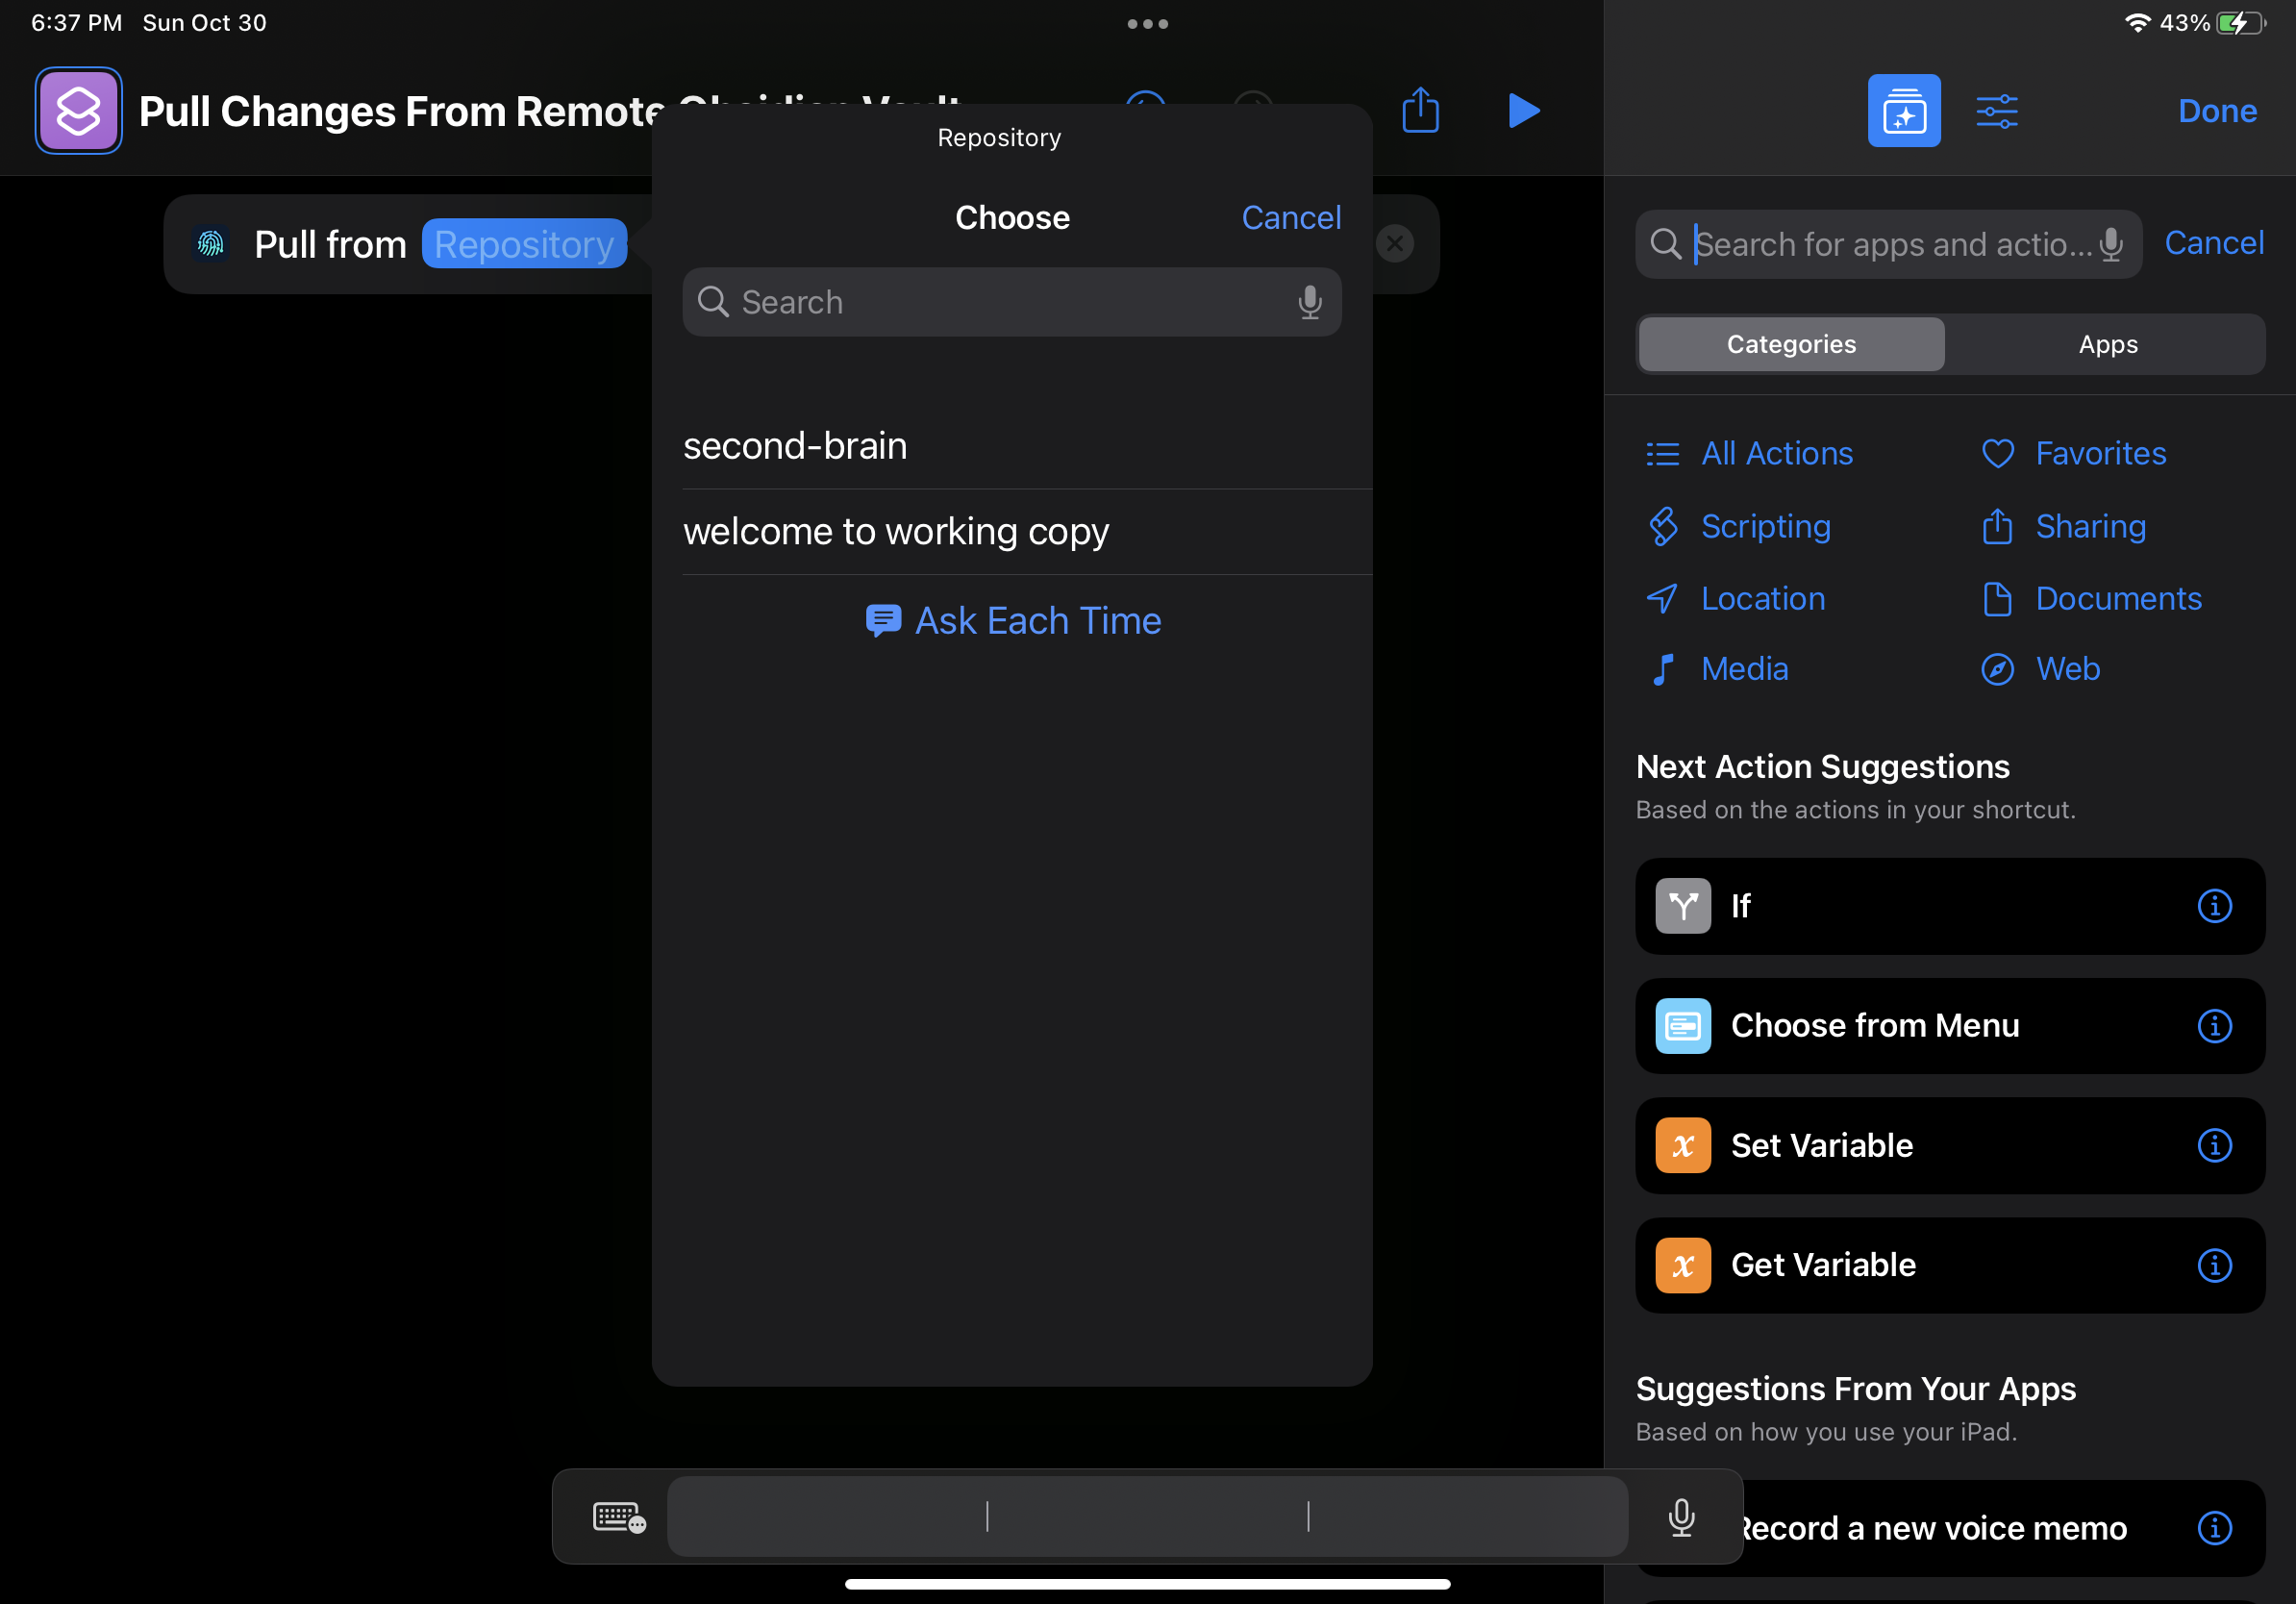 6:37 PM Sun Oct 30
43%
Pull Changes From Remote Obsidian Vault
Done
Repository
Choose
Cancel
Pull from Repository
Search
Search for apps and actio...
Cancel
Categories
Apps
second-brain
welcome to working copy
Ask Each Time
All Actions
Favorites
Scripting
Sharing
Location
Documents
Media
Web
Next Action Suggestions
Based on the actions in your shortcut.
If
Choose from Menu
Set Variable
Get Variable
Suggestions From Your Apps
Based on how you use your iPad.
Record a new voice memo